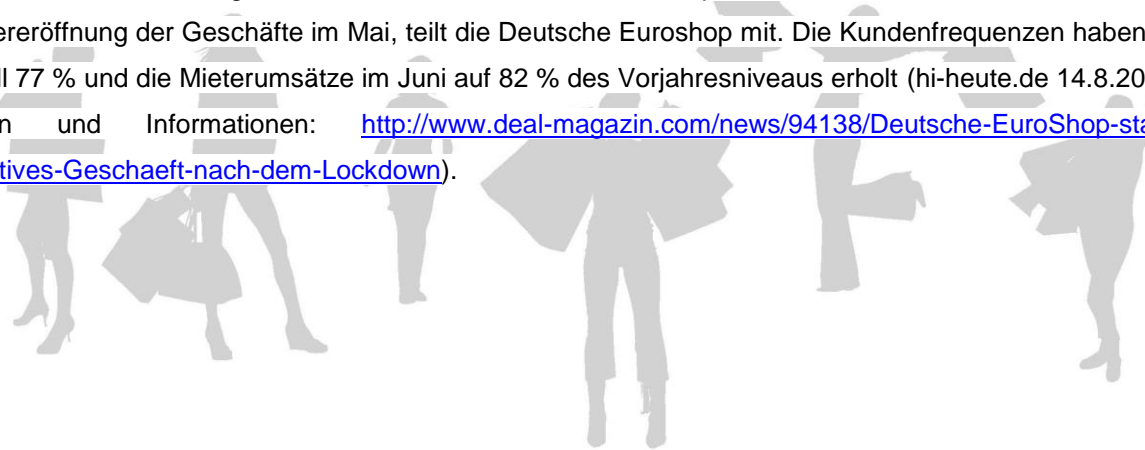 ereröffnung der Geschäfte im Mai, teilt die Deutsche Euroshop mit. Die Kundenfrequenzen haben
ll 77 % und die Mieterumsätze im Juni auf 82 % des Vorjahresniveaus erholt (hi-heute.de 14.8.20
n und Informationen: http://www.deal-magazin.com/news/94138/Deutsche-EuroShop-sta
tives-Geschaeft-nach-dem-Lockdown).